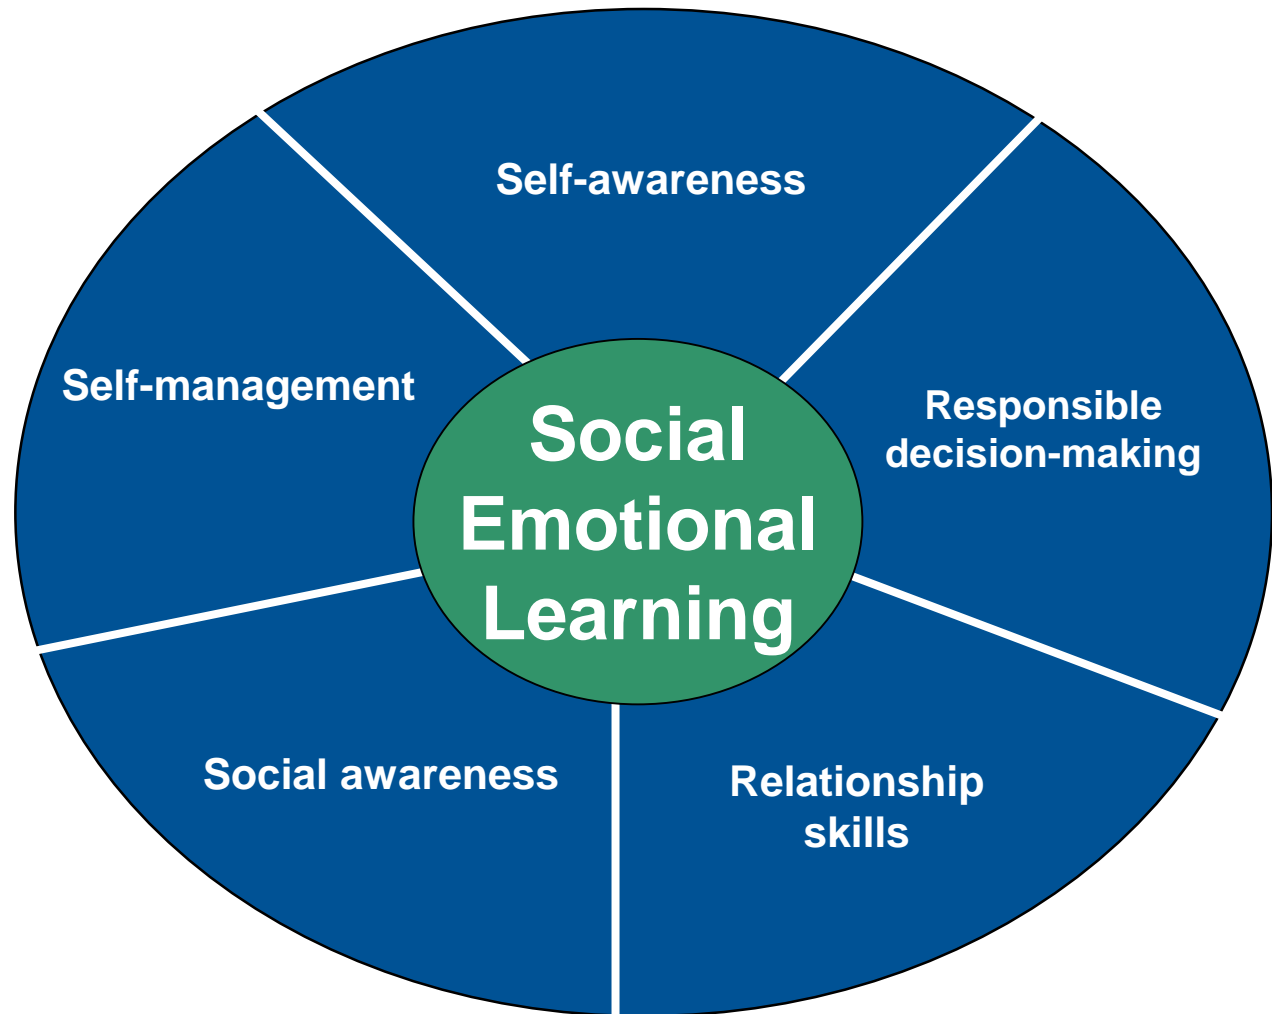 Self-awareness
Self-management
Responsible
decision-making
Social
Emotional
Learning
Social awareness
Relationship
skills